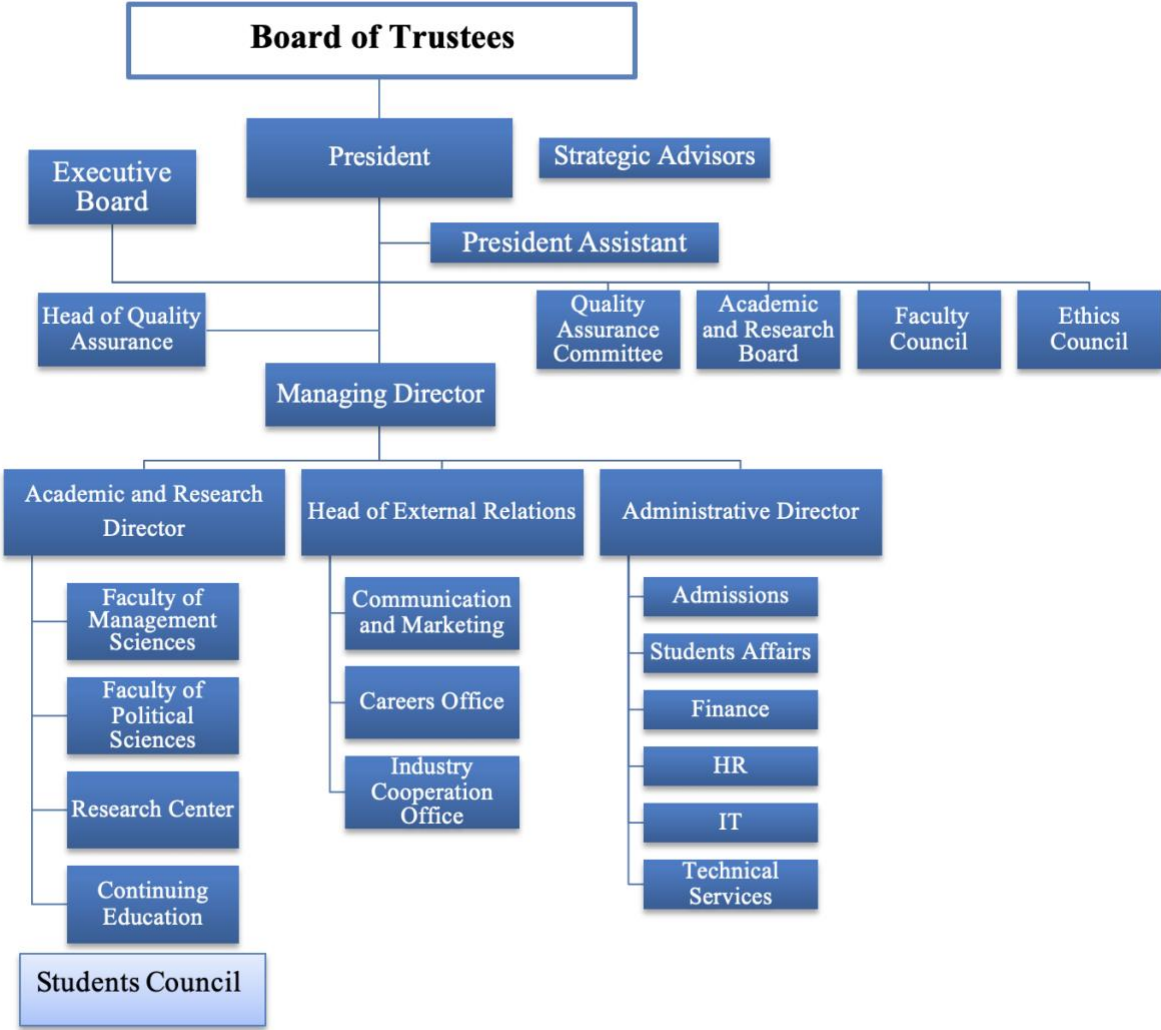 Board of Trustees
President
Strategic Advisors
Executive
Board
President Assistant
Head of Quality
Assurance
Quality
Assurance
Committee
Academic
and Research
Board
Faculty
Council
Ethics
Council
Managing Director
Academic and Research
Director
Head of External Relations
Administrative Director
Faculty of
Management
Sciences
Faculty of
Political
Sciences
Research Center
Continuing
Education
Communication
and Marketing
Careers Office
Industry
Cooperation
Office
Admissions
Students Affairs
Finance
HR
IT
Technical
Services
Students Council